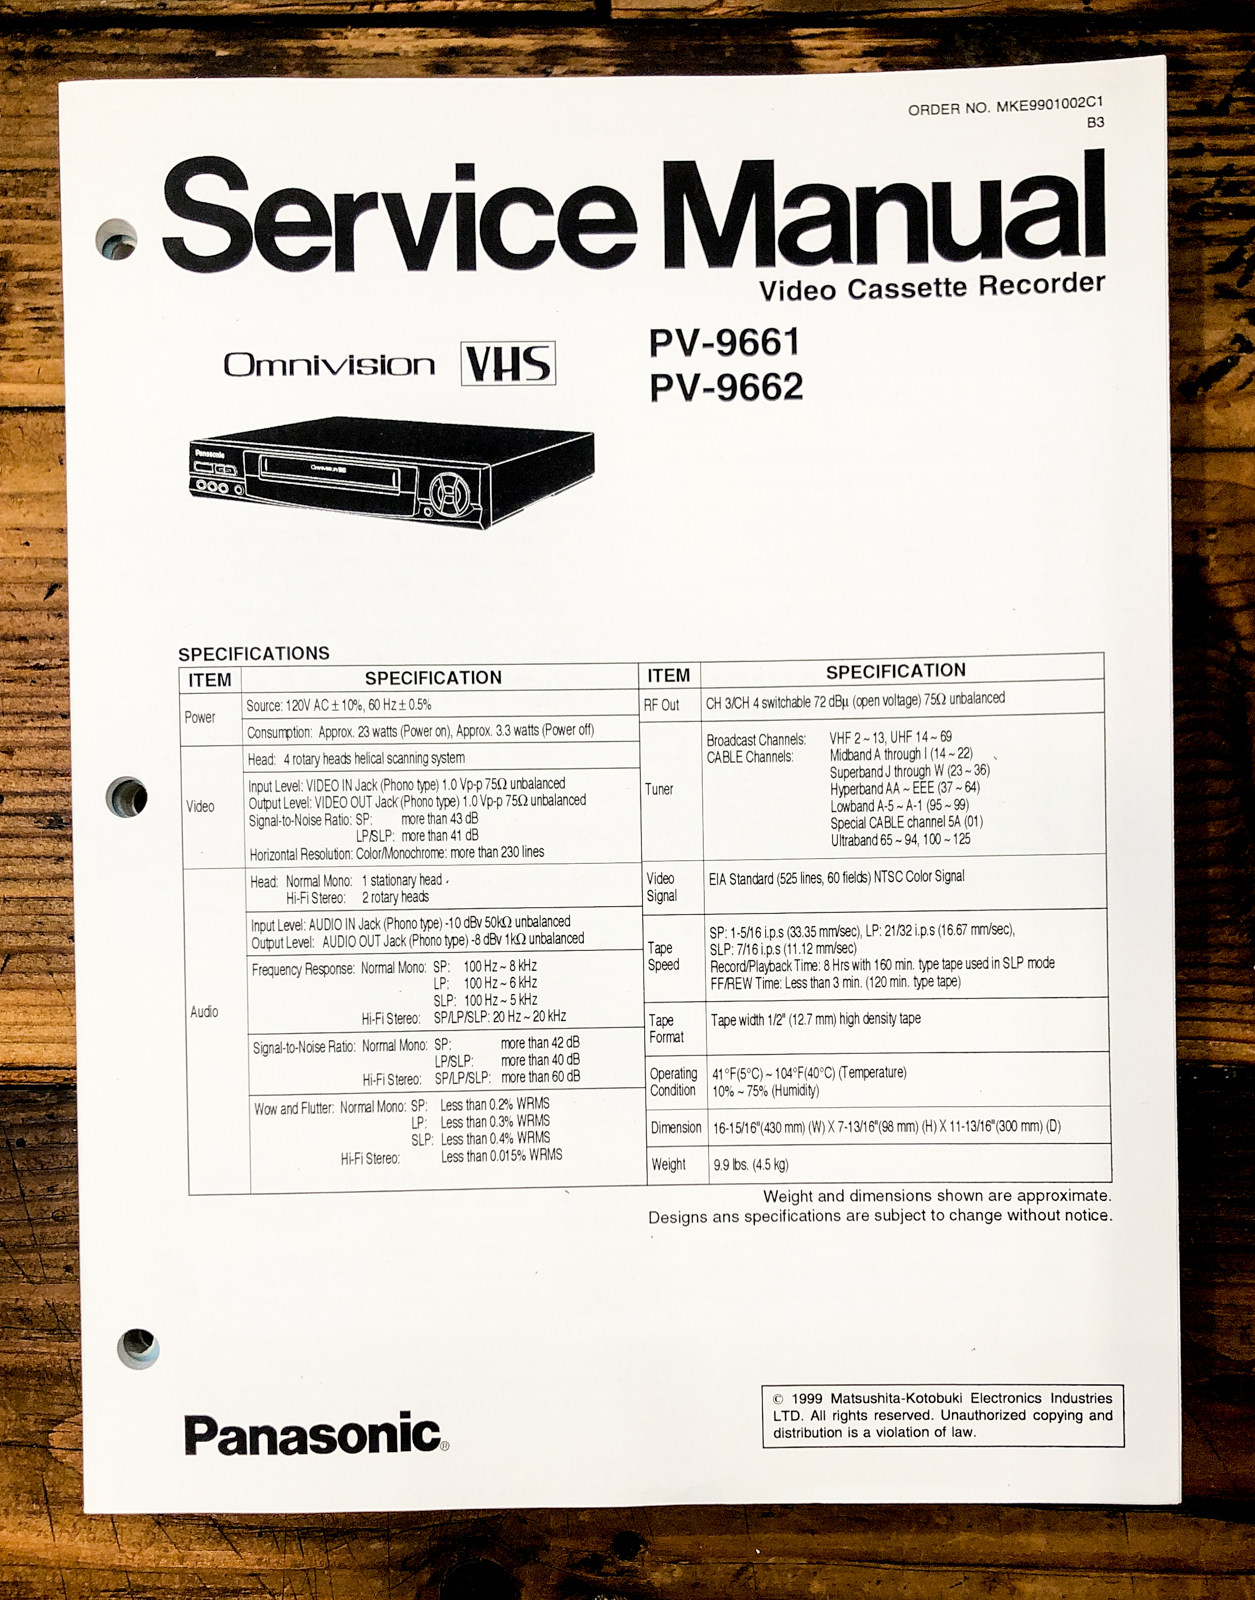 ORDER NO. MKE9901002C1
B3
Service Manual
Video Cassette Recorder
Omnivision VHS
PV-9661
PV-9662
Panasonic
OMNIVISION VHS
SPECIFICATIONS
ITEM SPECIFICATION
Power
Source: 120V AC ± 10%, 60 Hz ± 0.5%
Consumption: Approx. 23 watts (Power on), Approx. 3.3 watts (Power off)
Video
Head: 4 rotary heads helical scanning system
Input Level: VIDEO IN Jack (Phono type) 1.0 Vp-p 75Ω unbalanced
Output Level: VIDEO OUT Jack (Phono type) 1.0 Vp-p 75Ω unbalanced
Signal-to-Noise Ratio: SP: more than 43 dB
LP/SLP: more than 41 dB
Horizontal Resolution: Color/Monochrome: more than 230 lines
Audio
Head: Normal Mono: 1 stationary head
Hi-Fi Stereo: 2 rotary heads
Input Level: AUDIO IN Jack (Phono type) -10 dBv 50kΩ unbalanced
Output Level: AUDIO OUT Jack (Phono type) -8 dBv 1kΩ unbalanced
Frequency Response: Normal Mono: SP: 100 Hz ~ 8 kHz
LP: 100 Hz ~ 6 kHz
SLP: 100 Hz ~ 5 kHz
Hi-Fi Stereo: SP/LP/SLP: 20 Hz ~ 20 kHz
Signal-to-Noise Ratio: Normal Mono: SP: more than 42 dB
LP/SLP: more than 40 dB
Hi-Fi Stereo: SP/LP/SLP: more than 60 dB
Wow and Flutter: Normal Mono: SP: Less than 0.2% WRMS
LP: Less than 0.3% WRMS
SLP: Less than 0.4% WRMS
Hi-Fi Stereo: Less than 0.015% WRMS
ITEM SPECIFICATION
RF Out CH 3/CH 4 switchable 72 dBµ (open voltage) 75Ω unbalanced
Tuner
Broadcast Channels: VHF 2 ~ 13, UHF 14 ~ 69
CABLE Channels: Midband A through I (14 ~ 22)
Superband J through W (23 ~ 36)
Hyperband AA ~ EEE (37 ~ 64)
Lowband A-5 ~ A-1 (95 ~ 99)
Special CABLE channel 5A (01)
Ultraband 65 ~ 94, 100 ~ 125
Video Signal
EIA Standard (525 lines, 60 fields) NTSC Color Signal
Tape Speed
SP: 1-5/16 i.p.s (33.35 mm/sec), LP: 21/32 i.p.s (16.67 mm/sec),
SLP: 7/16 i.p.s (11.12 mm/sec)
Record/Playback Time: 8 Hrs with 160 min. type tape used in SLP mode
FF/REW Time: Less than 3 min. (120 min. type tape)
Tape Format
Tape width 1/2" (12.7 mm) high density tape
Operating Condition
41°F(5°C) ~ 104°F(40°C) (Temperature)
10% ~ 75% (Humidity)
Dimension 16-15/16"(430 mm) (W) X 7-13/16"(98 mm) (H) X 11-13/16"(300 mm) (D)
Weight 9.9 lbs. (4.5 kg)
Weight and dimensions shown are approximate.
Designs ans specifications are subject to change without notice.
Panasonic®
© 1999 Matsushita-Kotobuki Electronics Industries
LTD. All rights reserved. Unauthorized copying and
distribution is a violation of law.